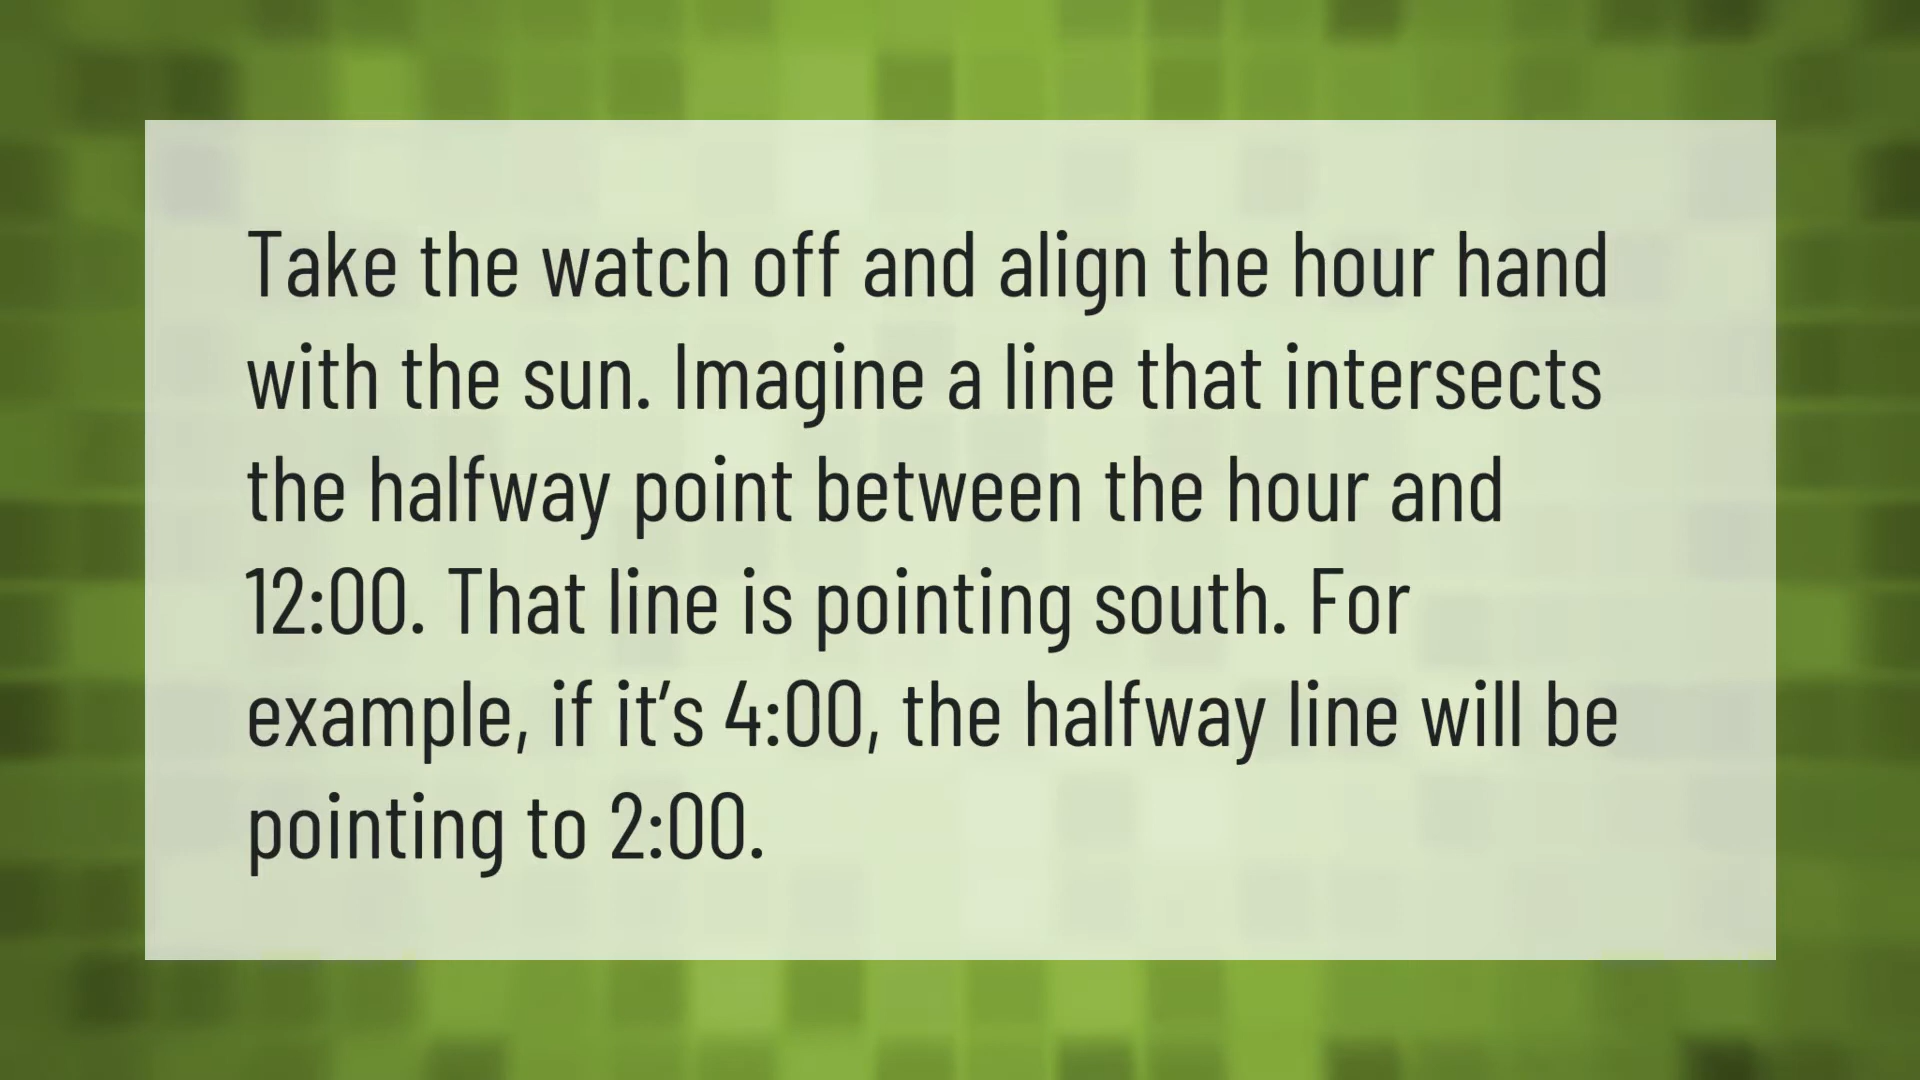 Take the watch off and align the hour hand
with the sun. Imagine a line that intersects
the halfway point between the hour and
12:00. That line is pointing south. For
example, if it’s 4:00, the halfway line will be
pointing to 2:00.